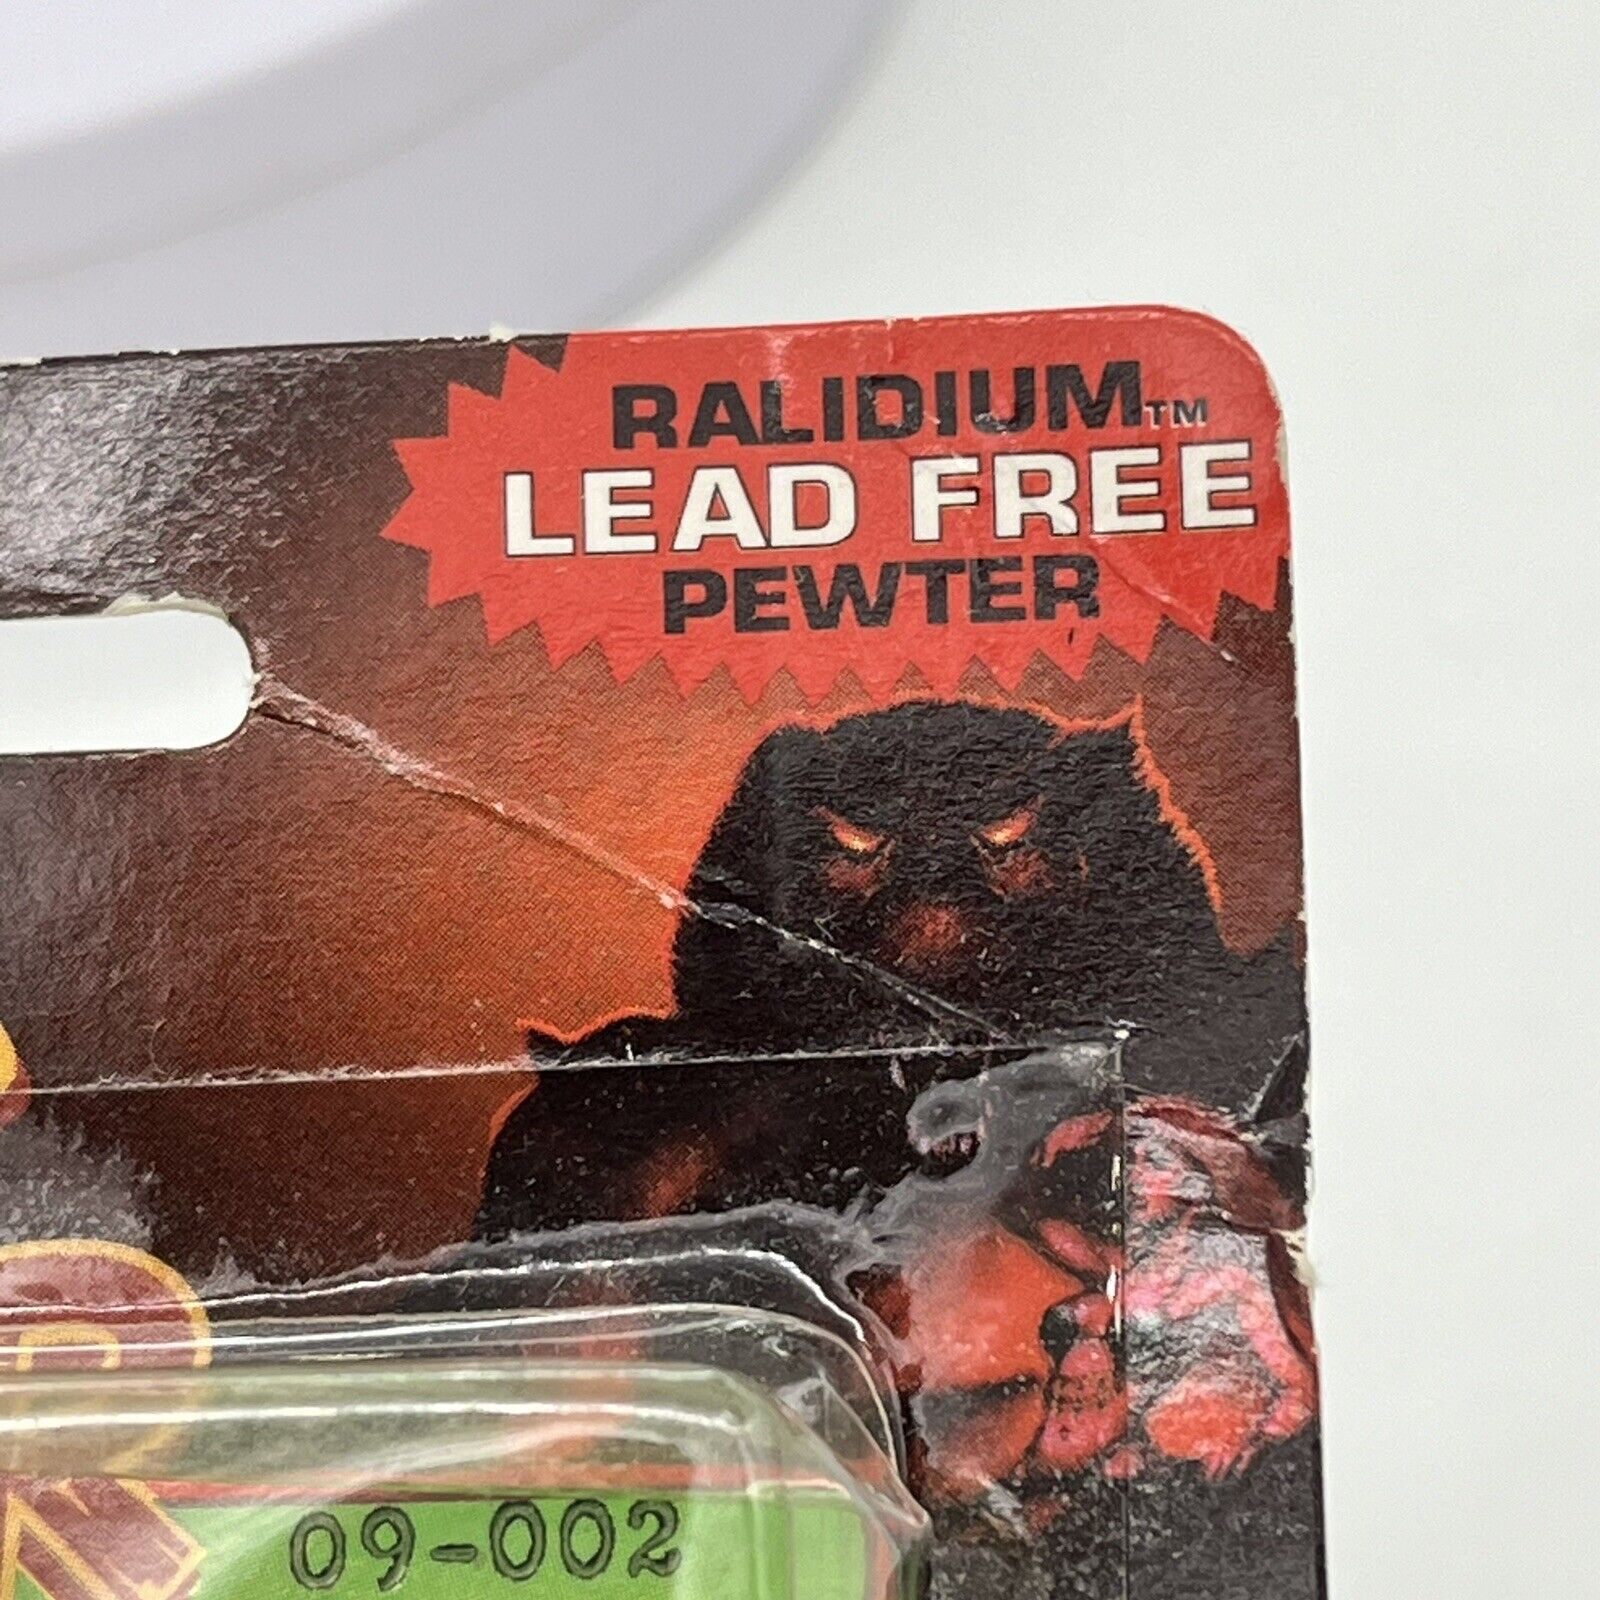 RALIDIUM™
LEAD FREE
PEWTER
09-002